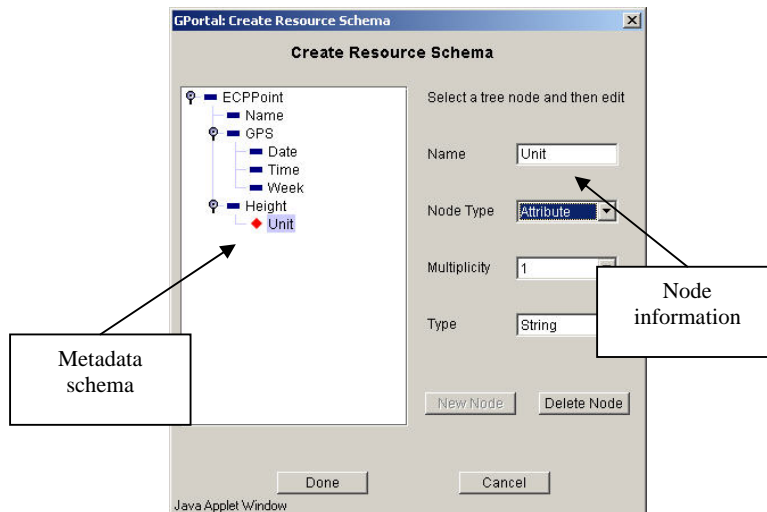 GPortal: Create Resource Schema
Create Resource Schema
ECPPoint
Name
GPS
Date
Time
Week
Height
Unit
Select a tree node and then edit
Name Unit
Node Type Attribute
Multiplicity 1
Type String
New Node Delete Node
Done Cancel
Java Applet Window
Metadata
schema
Node
information